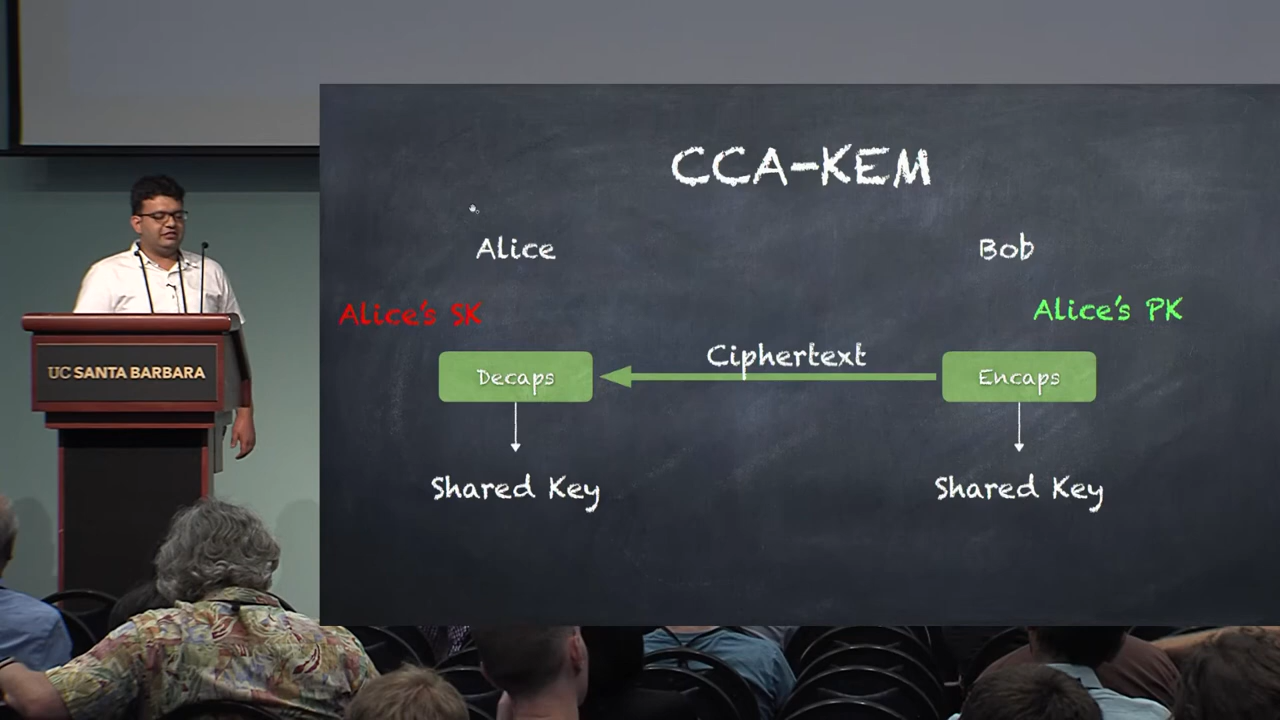 UC SANTA BARBARA
CCA-KEM
Alice
Bob
Alice's SK
Alice's PK
Ciphertext
Decaps
Encaps
Shared Key
Shared Key